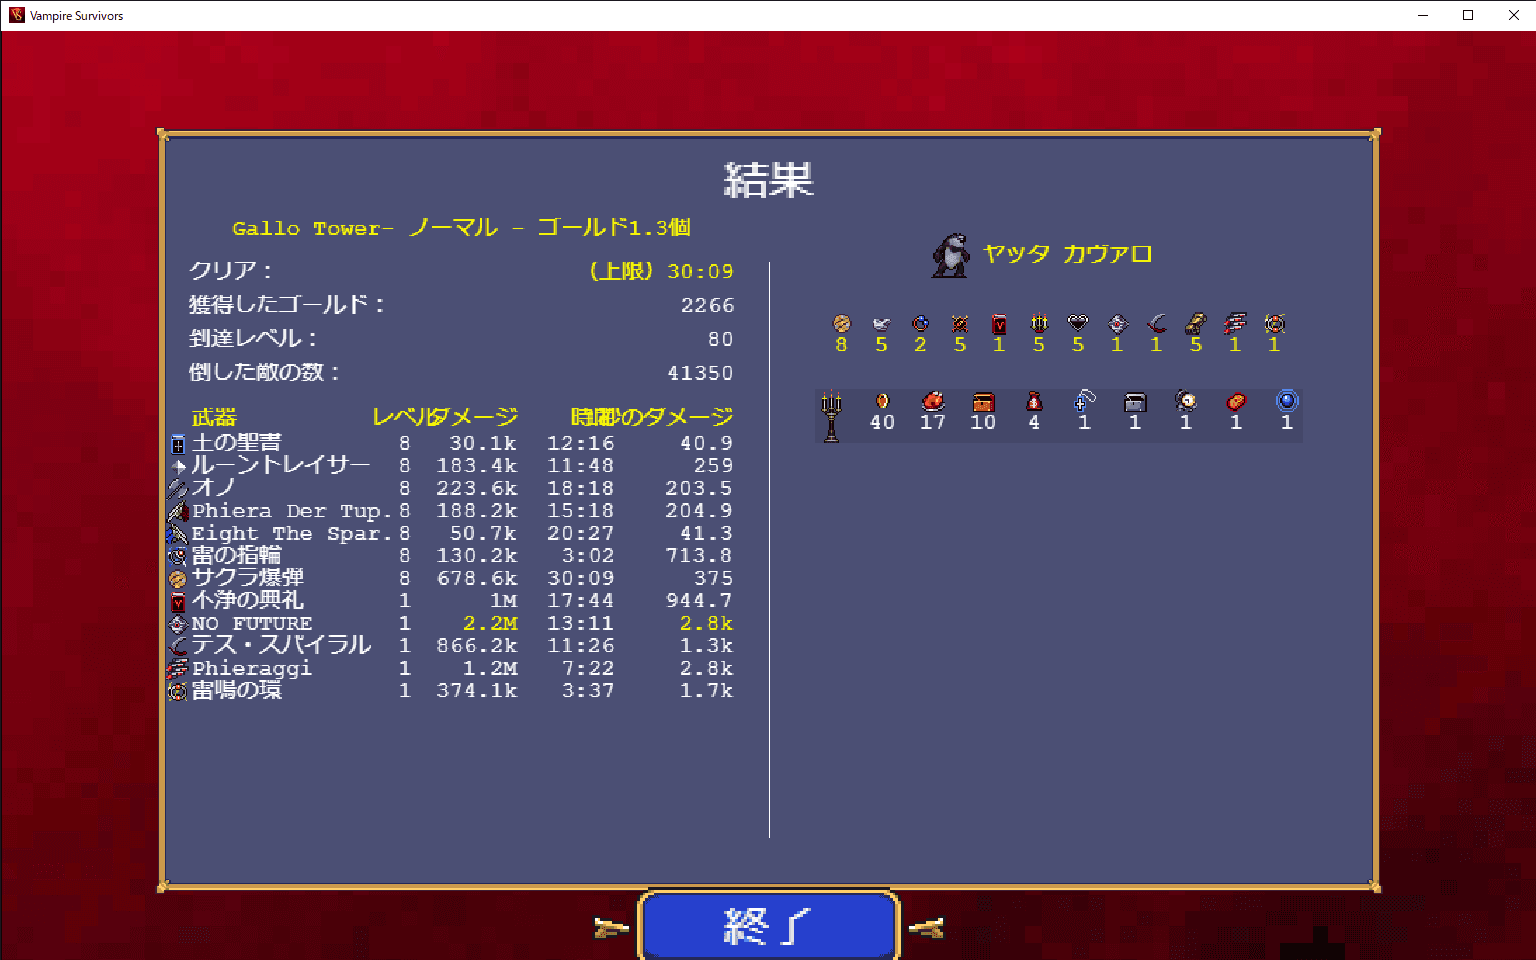 Vampire Survivors
結果
Gallo Tower- ノーマル - ゴールド1.3個
クリア： (上限) 30:09
獲得したゴールド： 2266
到達レベル： 80
倒した敵の数： 41350
武器 レベル ダメージ 時間 秒のダメージ
土の聖書 8 30.1k 12:16 40.9
ルーントレイサー 8 183.4k 11:48 259
オノ 8 223.6k 18:18 203.5
Phiera Der Tup. 8 188.2k 15:18 204.9
Eight The Spar. 8 50.7k 20:27 41.3
雷の指輪 8 130.2k 3:02 713.8
サクラ爆弾 8 678.6k 30:09 375
不浄の典礼 1 1M 17:44 944.7
NO FUTURE 1 2.2M 13:11 2.8k
テス・スパイラル 1 866.2k 11:26 1.3k
Phieraggi 1 1.2M 7:22 2.8k
雷鳴の環 1 374.1k 3:37 1.7k
ヤッタ カヴァロ
8 5 2 5 1 5 5 1 1 5 1 1
40 17 10 4 1 1 1 1 1
終了